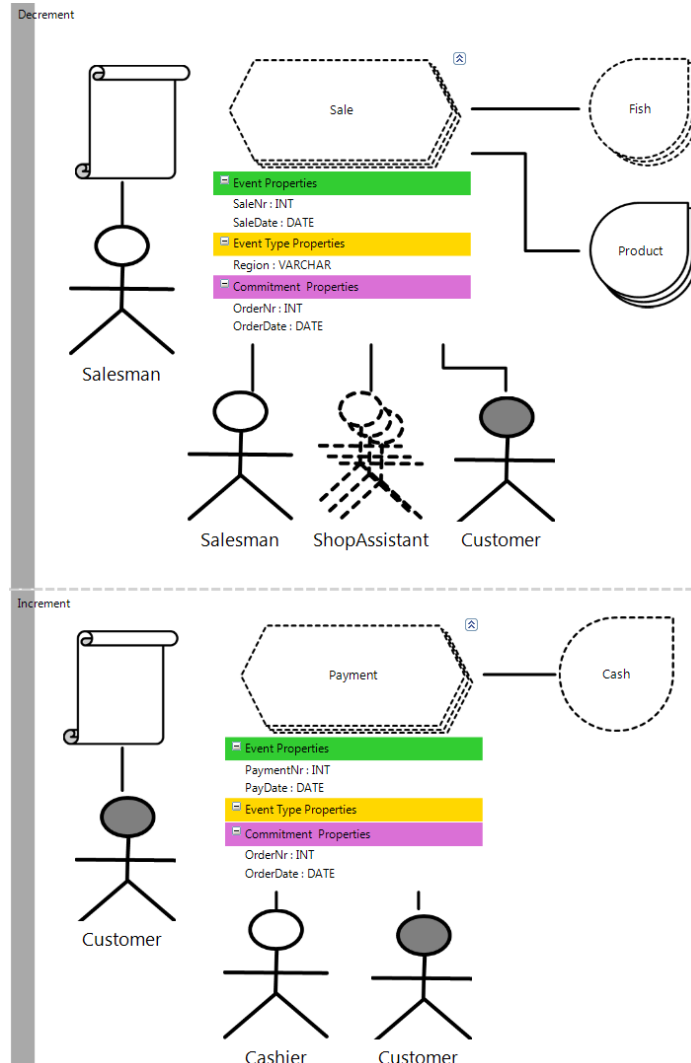 Decrement
Sale
Fish
Event Properties
SaleNr : INT
SaleDate : DATE
Event Type Properties
Region : VARCHAR
Commitment  Properties
OrderNr : INT
OrderDate : DATE
Product
Salesman
Salesman
ShopAssistant
Customer
Increment
Payment
Cash
Event Properties
PaymentNr : INT
PayDate : DATE
Event Type Properties
Commitment  Properties
OrderNr : INT
OrderDate : DATE
Customer
Cashier
Customer